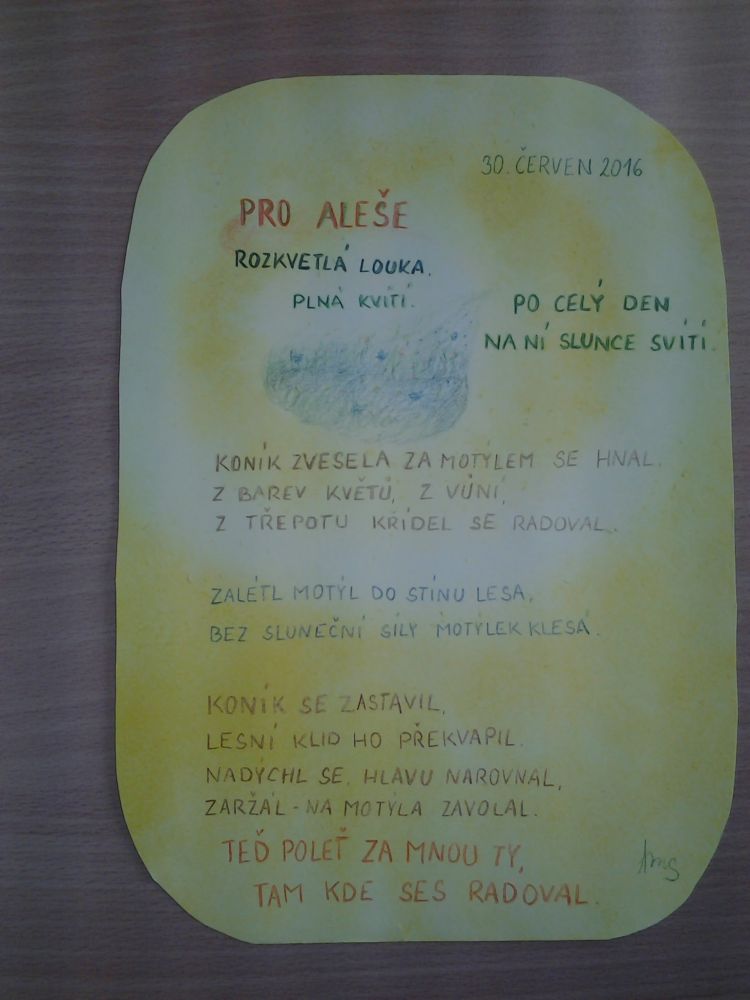 30. ČERVEN 2016
PRO ALEŠE
ROZKVETLÁ LOUKA,
PLNÁ KVÍTÍ.
PO CELÝ DEN
NA NÍ SLUNCE SVÍTÍ.
KONÍK ZVESELA ZA MOTÝLEM SE HNAL,
Z BAREV KVĚTŮ, Z VŮNÍ,
Z TŘEPOTU KŘÍDEL SE RADOVAL.
ZALÉTL MOTÝL DO STÍNU LESA,
BEZ SLUNEČNÍ SÍLY MOTÝLEK KLESÁ.
KONÍK SE ZASTAVIL,
LESNÍ KLID HO PŘEKVAPIL.
NADÝCHL SE, HLAVU NAROVNAL,
ZARŽÁL - NA MOTÝLA ZAVOLAL.
TEĎ POLEŤ ZA MNOU TY,
TAM KDE SES RADOVAL.